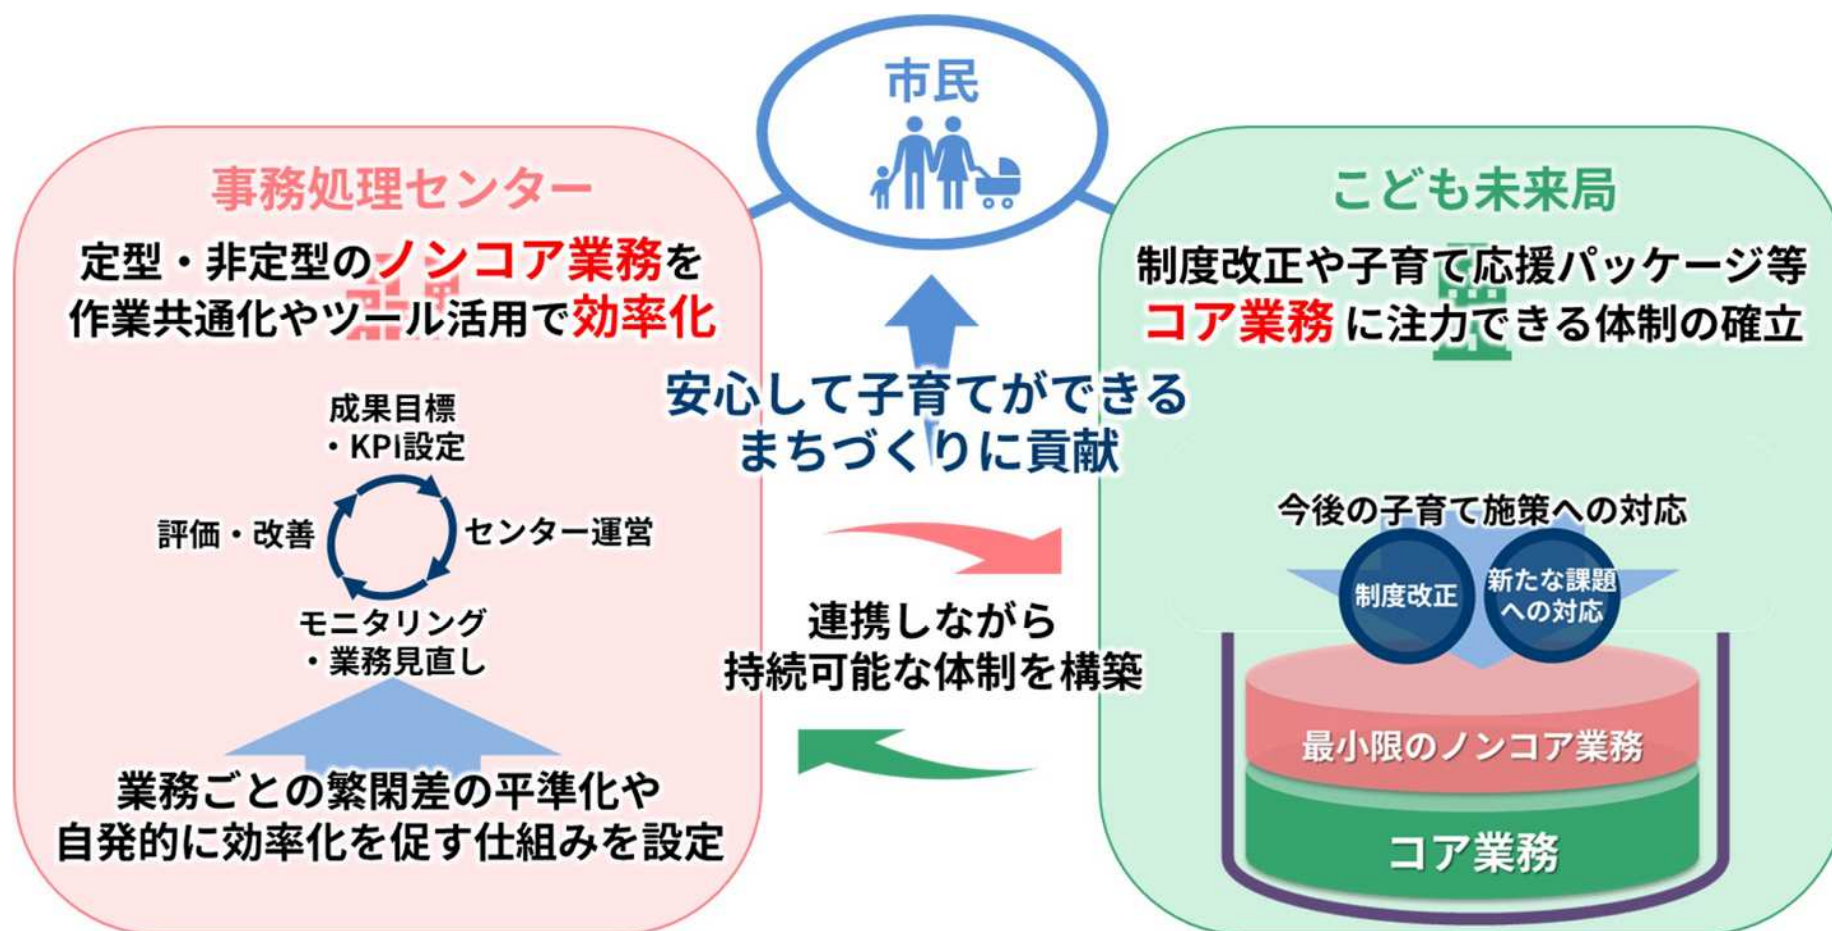 市民
事務処理センター
定型・非定型のノンコア業務を
作業共通化やツール活用で効率化
成果目標
・KPI設定
評価・改善
センター運営
モニタリング
・業務見直し
業務ごとの繁閑差の平準化や
自発的に効率化を促す仕組みを設定
安心して子育てができる
まちづくりに貢献
連携しながら
持続可能な体制を構築
こども未来局
制度改正や子育て応援パッケージ等
コア業務に注力できる体制の確立
今後の子育て施策への対応
制度改正
新たな課題
への対応
最小限のノンコア業務
コア業務